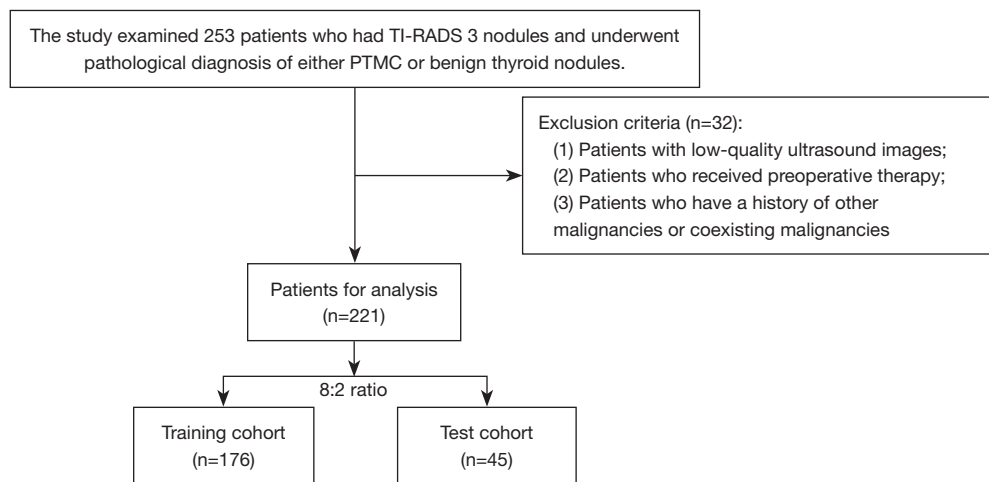 The study examined 253 patients who had TI-RADS 3 nodules and underwent
pathological diagnosis of either PTMC or benign thyroid nodules.
Exclusion criteria (n=32):
(1) Patients with low-quality ultrasound images;
(2) Patients who received preoperative therapy;
(3) Patients who have a history of other
malignancies or coexisting malignancies
Patients for analysis
(n=221)
8:2 ratio
Training cohort
(n=176)
Test cohort
(n=45)